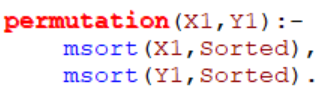 permutation(X1,Y1):-
    msort(X1,Sorted),
    msort(Y1,Sorted).